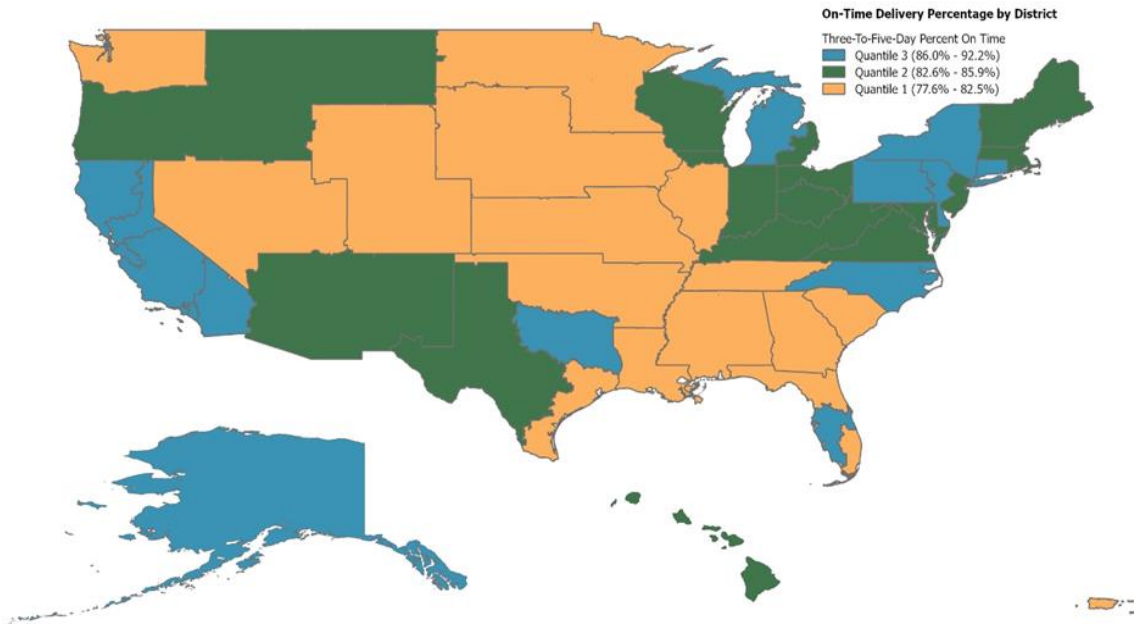 On-Time Delivery Percentage by District
Three-To-Five-Day Percent On Time
Quantile 3 (86.0% - 92.2%)
Quantile 2 (82.6% - 85.9%)
Quantile 1 (77.6% - 82.5%)